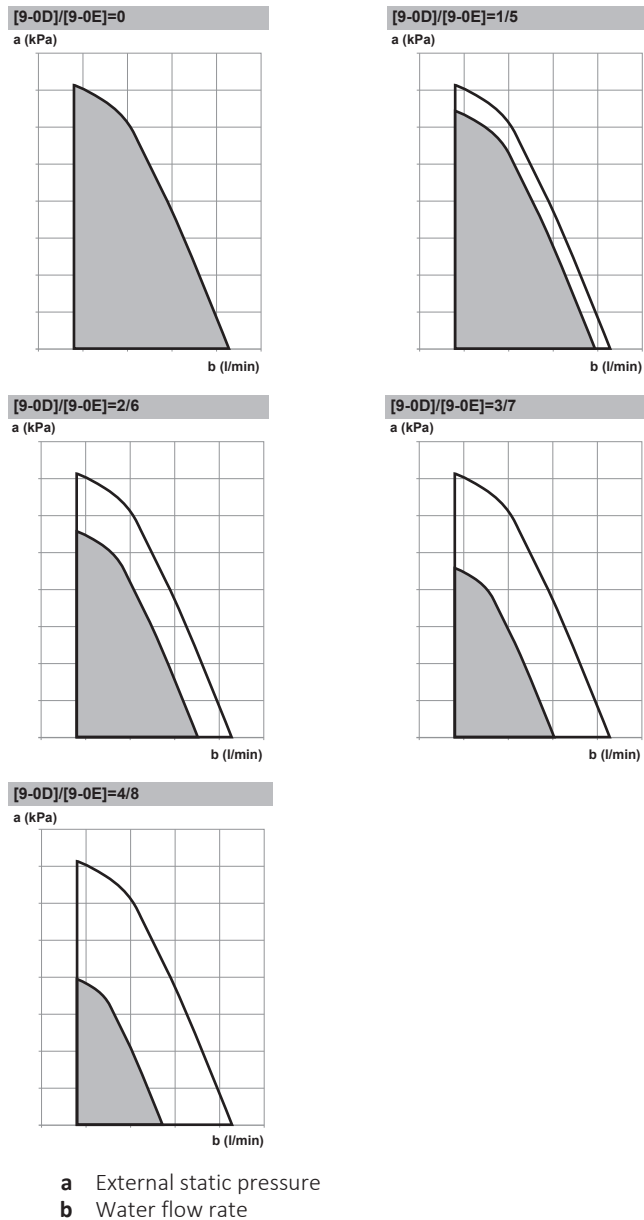 [9-0D]/[9-0E]=0
a (kPa)
b (l/min)
[9-0D]/[9-0E]=1/5
a (kPa)
b (l/min)
[9-0D]/[9-0E]=2/6
a (kPa)
b (l/min)
[9-0D]/[9-0E]=3/7
a (kPa)
b (l/min)
[9-0D]/[9-0E]=4/8
a (kPa)
b (l/min)
a External static pressure
b Water flow rate